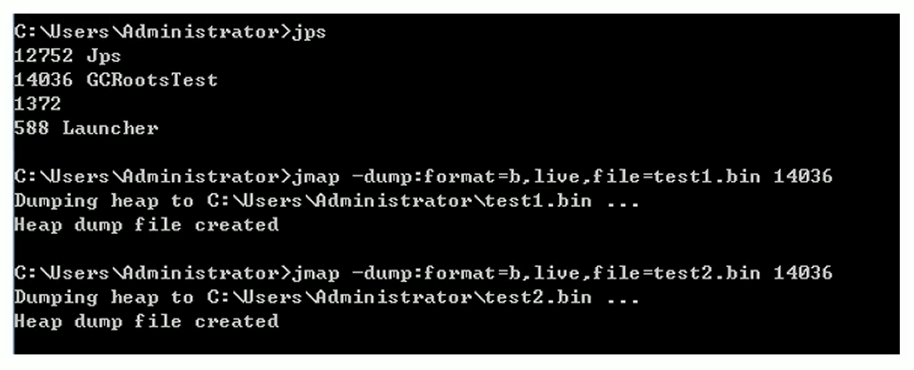 C:\Users\Administrator>jps
12752 Jps
14036 GCRootsTest
1372
588 Launcher
C:\Users\Administrator>jmap -dump:format=b,live,file=test1.bin 14036
Dumping heap to C:\Users\Administrator\test1.bin ...
Heap dump file created
C:\Users\Administrator>jmap -dump:format=b,live,file=test2.bin 14036
Dumping heap to C:\Users\Administrator\test2.bin ...
Heap dump file created